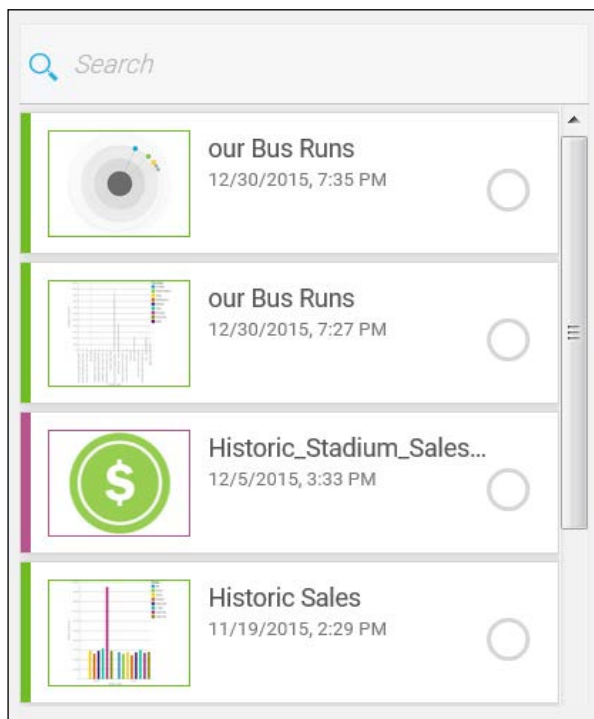 Search
our Bus Runs
12/30/2015, 7:35 PM
our Bus Runs
12/30/2015, 7:27 PM
Historic_Stadium_Sales...
$
12/5/2015, 3:33 PM
Historic Sales
11/19/2015, 2:29 PM